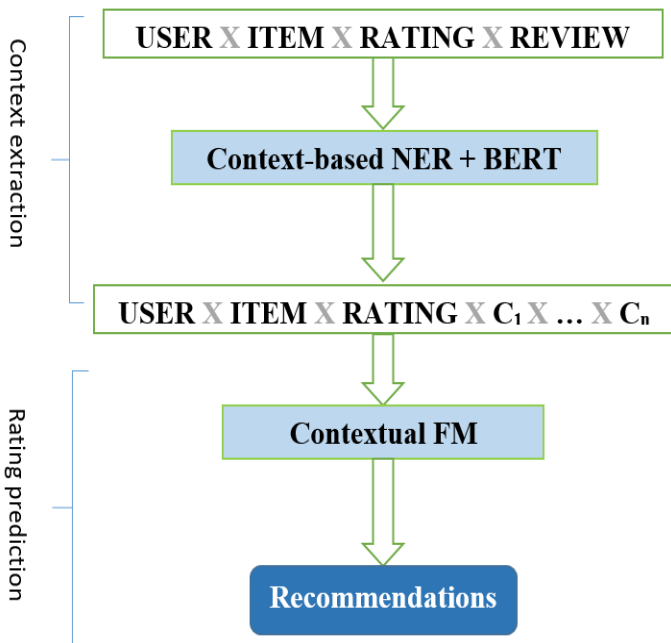 USER X ITEM X RATING X REVIEW
Context extraction
Context-based NER + BERT
USER X ITEM X RATING X C₁ X … X Cₙ
Rating prediction
Contextual FM
Recommendations